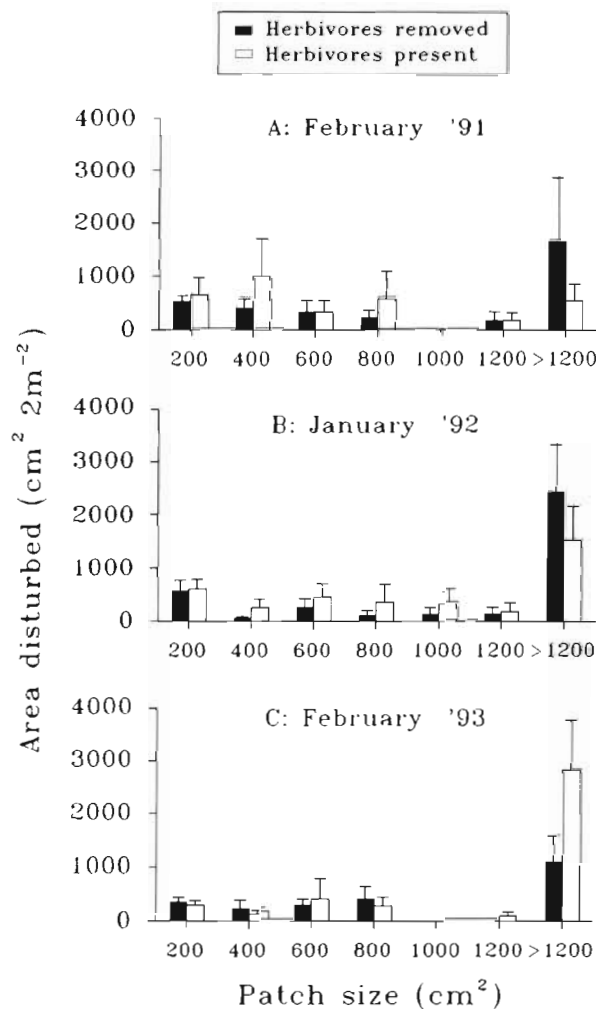 Herbivores removed
Herbivores present
4000
3000
2000
1000
0
A: February '91
200 400 600 800 1000 1200 >1200
4000
3000
2000
1000
0
B: January '92
200 400 600 800 1000 1200 >1200
4000
3000
2000
1000
0
C: February '93
200 400 600 800 1000 1200 >1200
Area disturbed (cm² 2m⁻²)
Patch size (cm²)